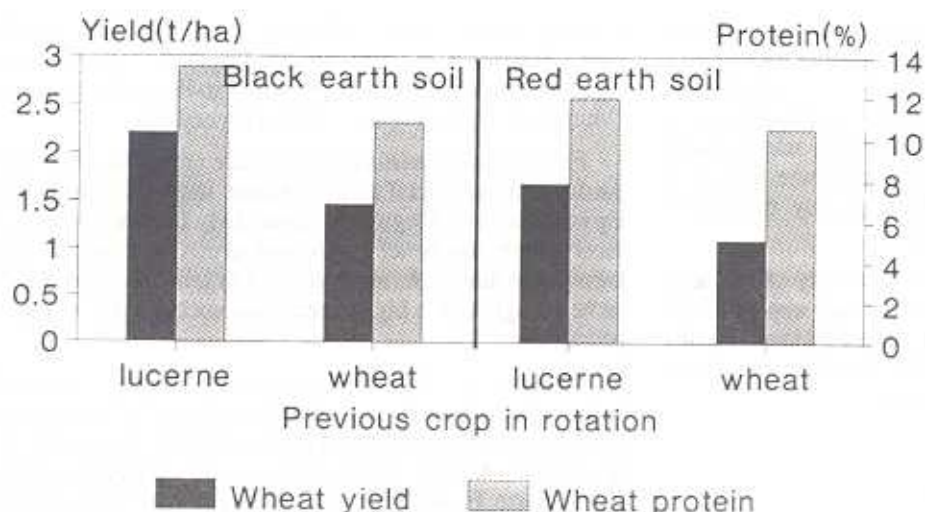 Yield(t/ha)
Protein(%)
3
2.5
2
1.5
1
0.5
0
Black earth soil
Red earth soil
14
12
10
8
6
4
2
0
lucerne wheat lucerne wheat
Previous crop in rotation
Wheat yield Wheat protein